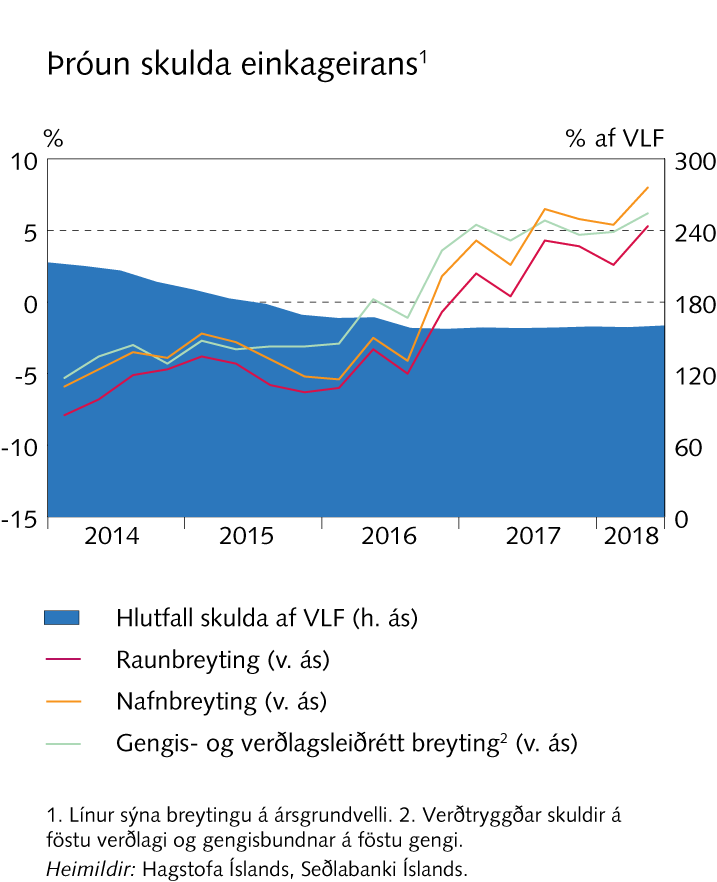 Þróun skulda einkageirans¹
% % af VLF
10 300
5 240
0 180
-5 120
-10 60
-15 0
2014 2015 2016 2017 2018
Hlutfall skulda af VLF (h. ás)
Raunbreyting (v. ás)
Nafnbreyting (v. ás)
Gengis- og verðlagsleiðrétt breyting² (v. ás)
1. Línur sýna breytingu á ársgrundvelli. 2. Verðtryggðar skuldir á
föstu verðlagi og gengisbundnar á föstu gengi.
Heimildir: Hagstofa Íslands, Seðlabanki Íslands.